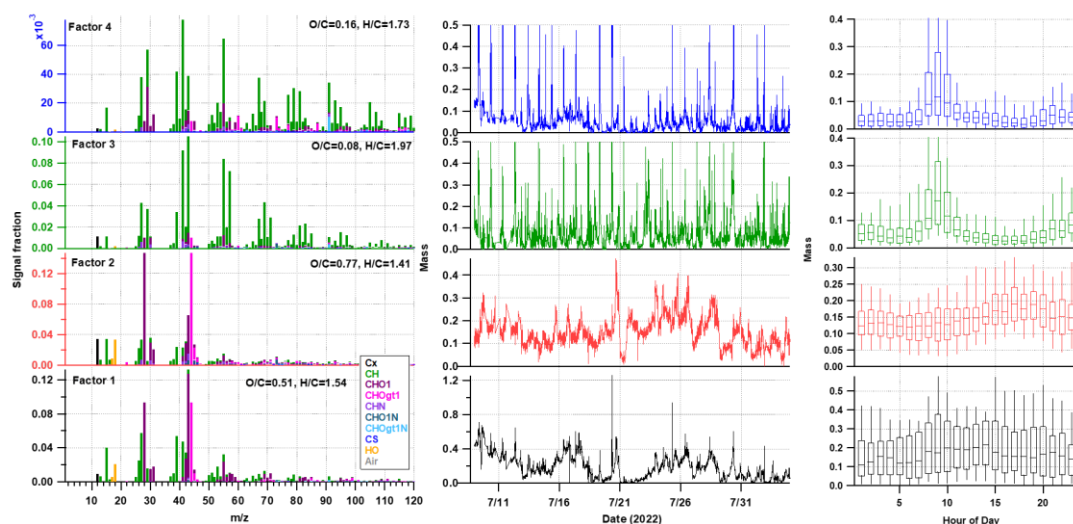 Factor 4
O/C=0.16, H/C=1.73
×10⁻³
60
40
20
0
Factor 3
O/C=0.08, H/C=1.97
0.10
0.08
0.06
0.04
0.02
0.00
Factor 2
O/C=0.77, H/C=1.41
0.12
0.08
0.04
0.00
Factor 1
O/C=0.51, H/C=1.54
0.12
0.08
0.04
0.00
Signal fraction
Cx
CH
CHO1
CHOgt1
CHN
CHO1N
CHOgt1N
CS
HO
Air
10 20 30 40 50 60 70 80 90 100 110 120
m/z
0.5
0.4
0.3
0.2
0.1
0.0
0.5
0.4
0.3
0.2
0.1
0.0
0.4
0.3
0.2
0.1
0.0
1.2
0.8
0.4
0.0
Mass
7/11 7/16 7/21 7/26 7/31
Date (2022)
0.4
0.3
0.2
0.1
0.0
0.4
0.3
0.2
0.1
0.0
0.30
0.25
0.20
0.15
0.10
0.05
0.00
0.5
0.4
0.3
0.2
0.1
0.0
Mass
5 10 15 20
Hour of Day